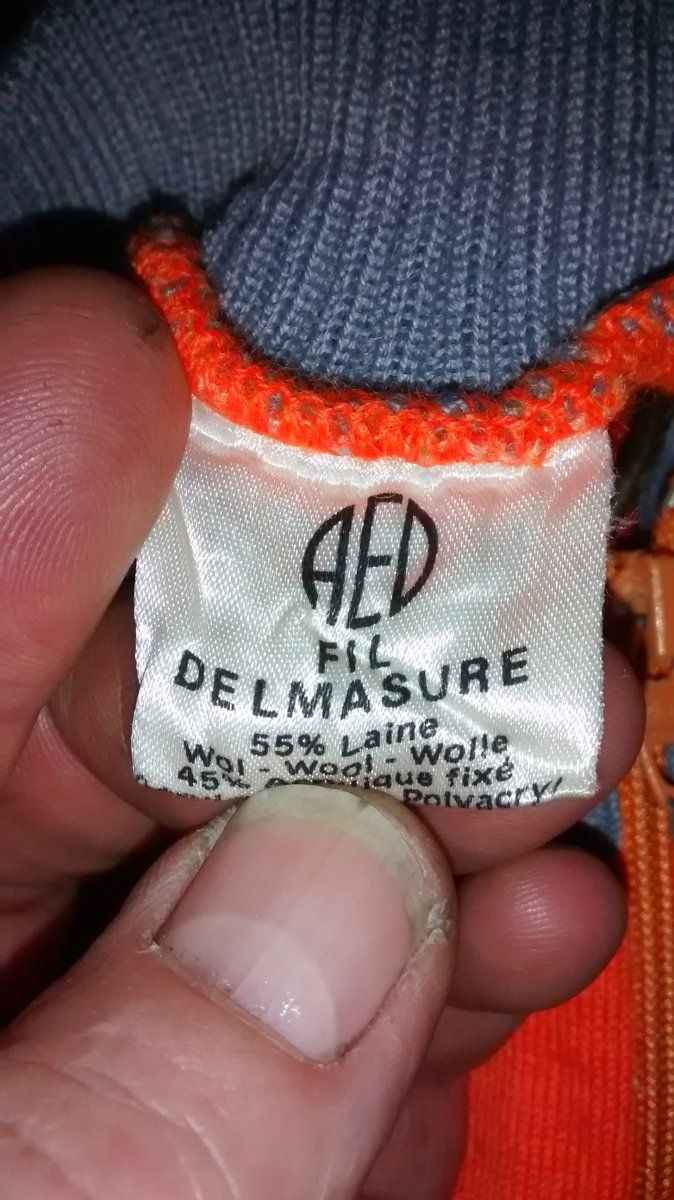 AED
FIL
DELMASURE
55% Laine
Wol - Wool - Wolle
45% fixé
Polyacryl